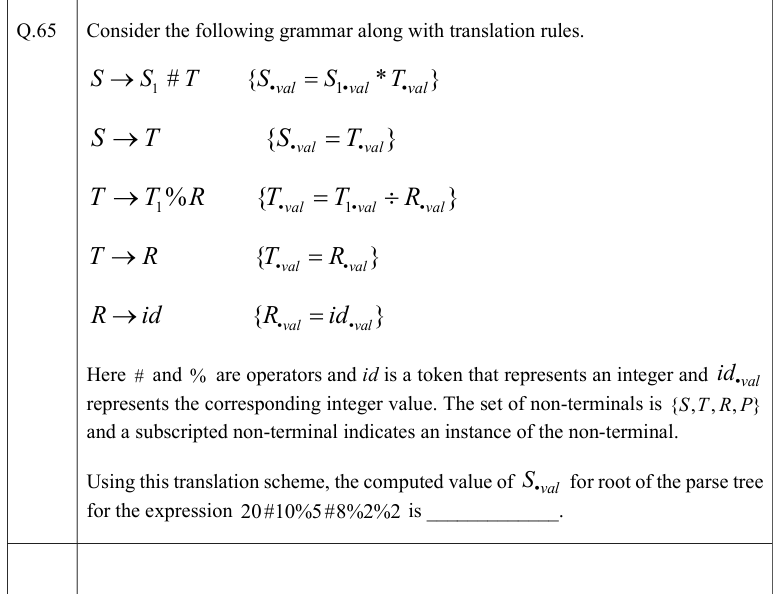 Q.65 Consider the following grammar along with translation rules.
S → S₁ # T {S•val = S₁•val * T•val}
S → T {S•val = T•val}
T → T₁%R {T•val = T₁•val ÷ R•val}
T → R {T•val = R•val}
R → id {R•val = id•val}
Here # and % are operators and id is a token that represents an integer and id•val
represents the corresponding integer value. The set of non-terminals is {S,T,R,P}
and a subscripted non-terminal indicates an instance of the non-terminal.
Using this translation scheme, the computed value of S•val for root of the parse tree
for the expression 20#10%5#8%2%2 is _____________.